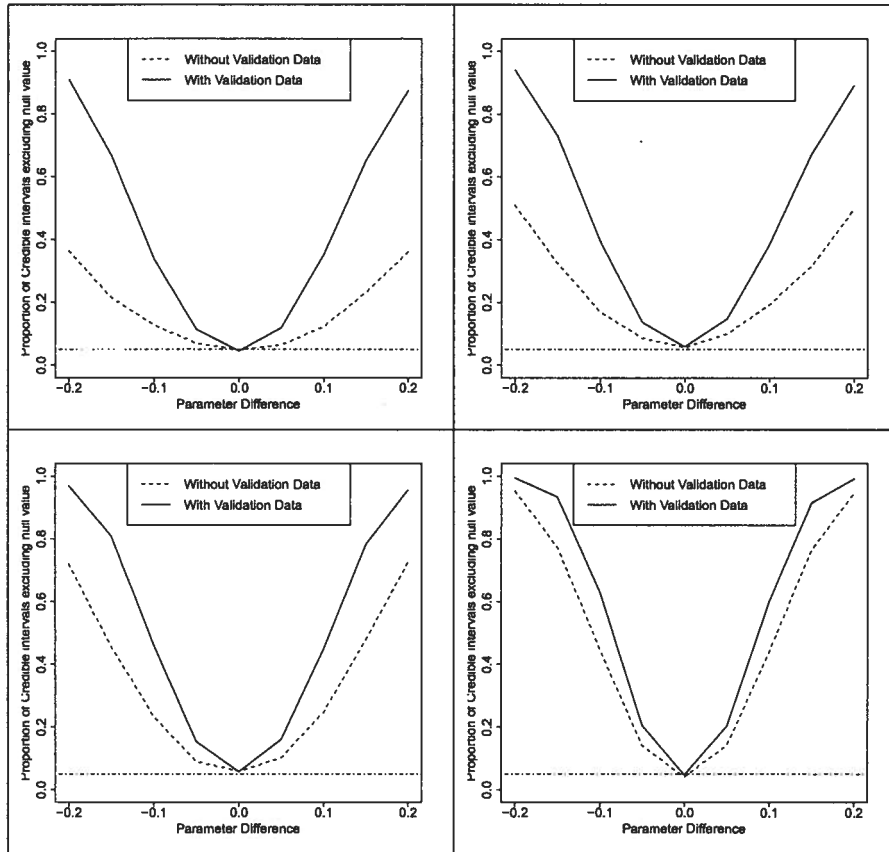 Proportion of Credible intervals excluding null value
1.0
0.8
0.6
0.4
0.2
0.0
Without Validation Data
With Validation Data
−0.2 −0.1 0.0 0.1 0.2
Parameter Difference
Proportion of Credible intervals excluding null value
1.0
0.8
0.6
0.4
0.2
0.0
Without Validation Data
With Validation Data
−0.2 −0.1 0.0 0.1 0.2
Parameter Difference
Proportion of Credible intervals excluding null value
1.0
0.8
0.6
0.4
0.2
0.0
Without Validation Data
With Validation Data
−0.2 −0.1 0.0 0.1 0.2
Parameter Difference
Proportion of Credible intervals excluding null value
1.0
0.8
0.6
0.4
0.2
0.0
Without Validation Data
With Validation Data
−0.2 −0.1 0.0 0.1 0.2
Parameter Difference